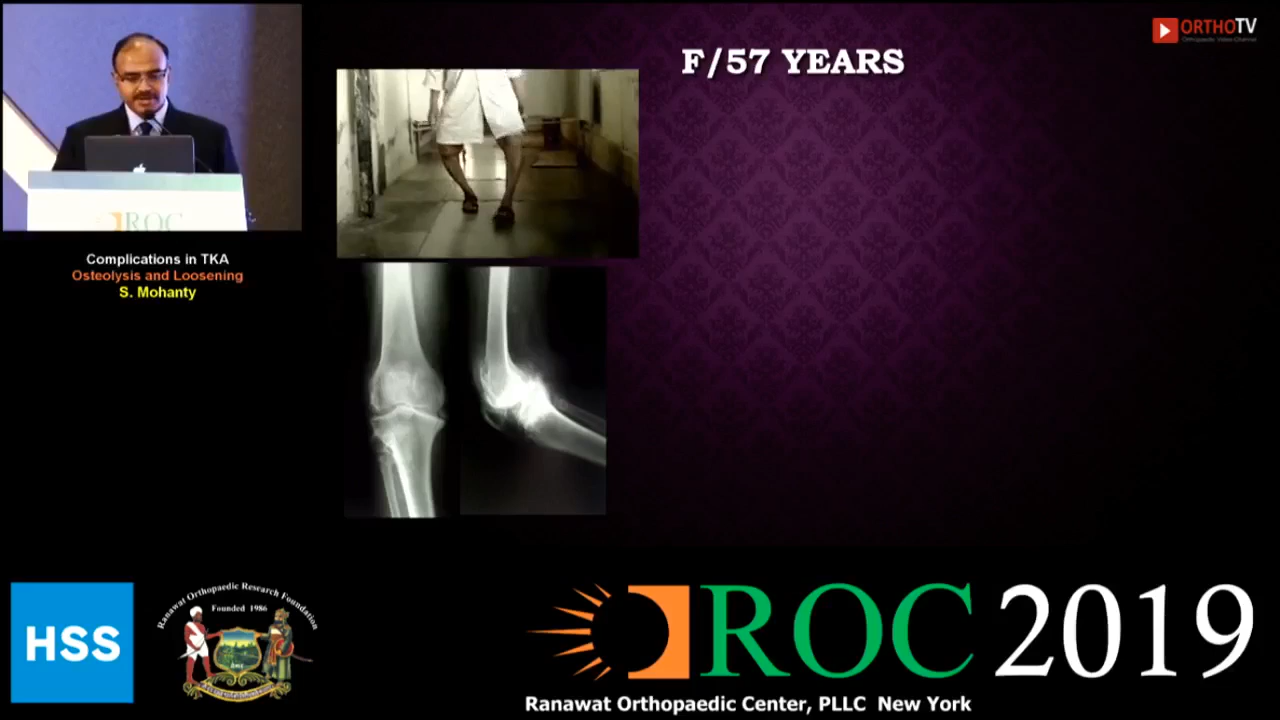 ORTHOTV
F/57 YEARS
ROC
Complications in TKA
Osteolysis and Loosening
S. Mohanty
HSS
Ranawat Orthopaedic Research Foundation
Founded 1986
ROC 2019
Ranawat Orthopaedic Center, PLLC New York